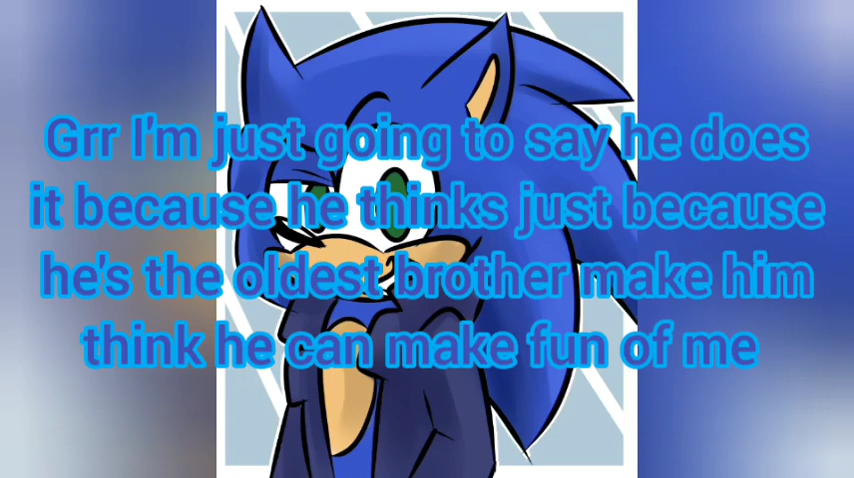 Grr I'm just going to say he does
it because he thinks just because
he's the oldest brother make him
think he can make fun of me